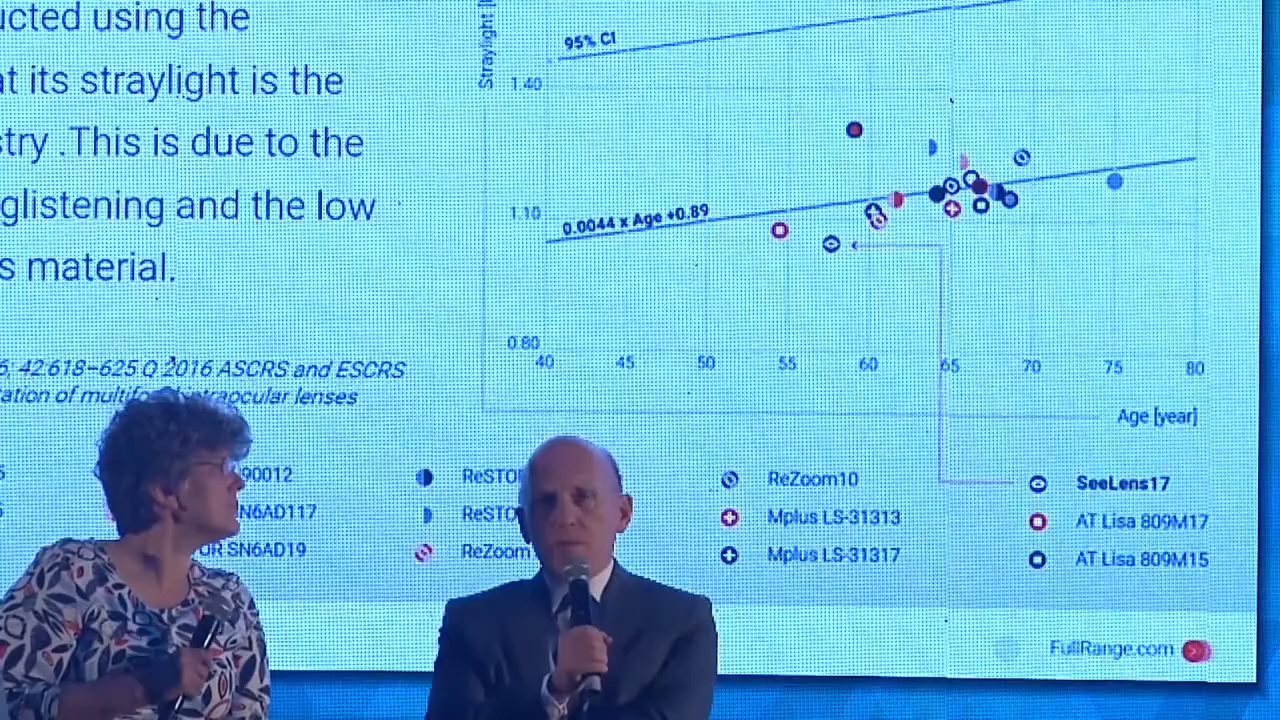 ucted using the
at its straylight is the
stry .This is due to the
glistening and the low
s material.
6; 42:618–625 Q 2016 ASCRS and ESCRS
tation of multifo intraocular lenses
Straylight [l
95% CI
1.40
1.10
0.0044 x Age +0.89
0.80
40 45 50 55 60 65 70 75 80
Age [year]
90012
N6AD117
OR SN6AD19
ReSTO
ReSTO
ReZoom
ReZoom10
Mplus LS-31313
Mplus LS-31317
SeeLens17
AT Lisa 809M17
AT Lisa 809M15
FullRange.com